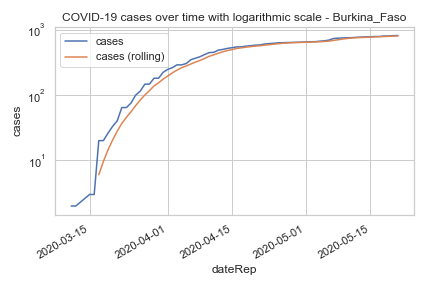 COVID-19 cases over time with logarithmic scale - Burkina_Faso
cases
cases (rolling)
10³
10²
10¹
cases
2020-03-15
2020-04-01
2020-04-15
2020-05-01
2020-05-15
dateRep